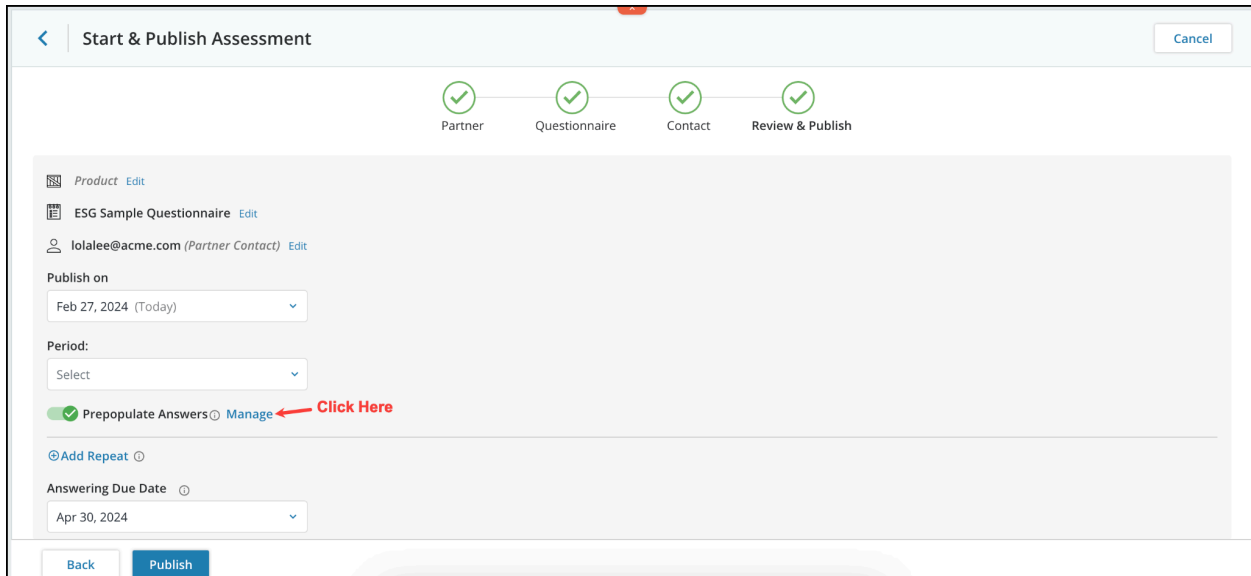 Start & Publish Assessment
Cancel
Partner
Questionnaire
Contact
Review & Publish
Product Edit
ESG Sample Questionnaire Edit
lolalee@acme.com (Partner Contact) Edit
Publish on
Feb 27, 2024 (Today)
Period:
Select
Prepopulate Answers Manage Click Here
Add Repeat
Answering Due Date
Apr 30, 2024
Back
Publish